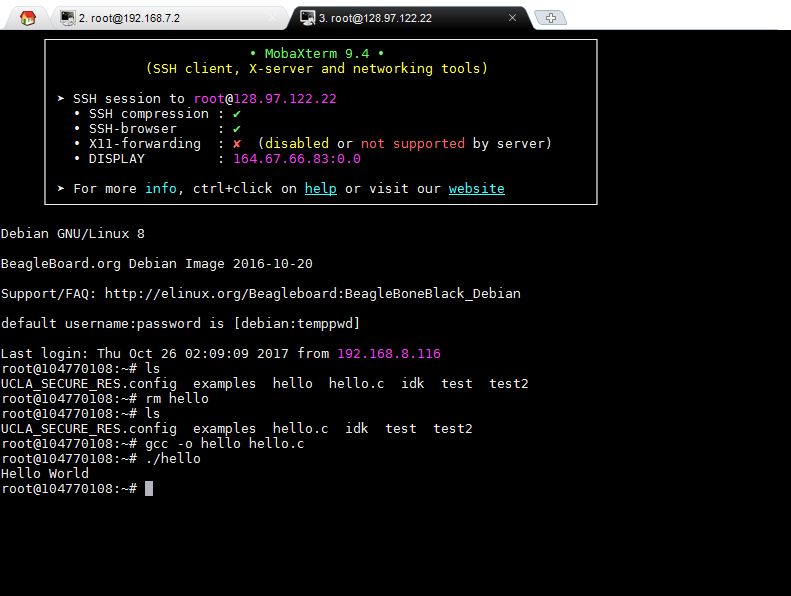 2. root@192.168.7.2
3. root@128.97.122.22
• MobaXterm 9.4 •
(SSH client, X-server and networking tools)
➤ SSH session to root@128.97.122.22
• SSH compression : ✔
• SSH-browser : ✔
• X11-forwarding : ✘ (disabled or not supported by server)
• DISPLAY : 164.67.66.83:0.0
➤ For more info, ctrl+click on help or visit our website
Debian GNU/Linux 8
BeagleBoard.org Debian Image 2016-10-20
Support/FAQ: http://elinux.org/Beagleboard:BeagleBoneBlack_Debian
default username:password is [debian:temppwd]
Last login: Thu Oct 26 02:09:09 2017 from 192.168.8.116
root@104770108:~# ls
UCLA_SECURE_RES.config examples hello hello.c idk test test2
root@104770108:~# rm hello
root@104770108:~# ls
UCLA_SECURE_RES.config examples hello.c idk test test2
root@104770108:~# gcc -o hello hello.c
root@104770108:~# ./hello
Hello World
root@104770108:~#